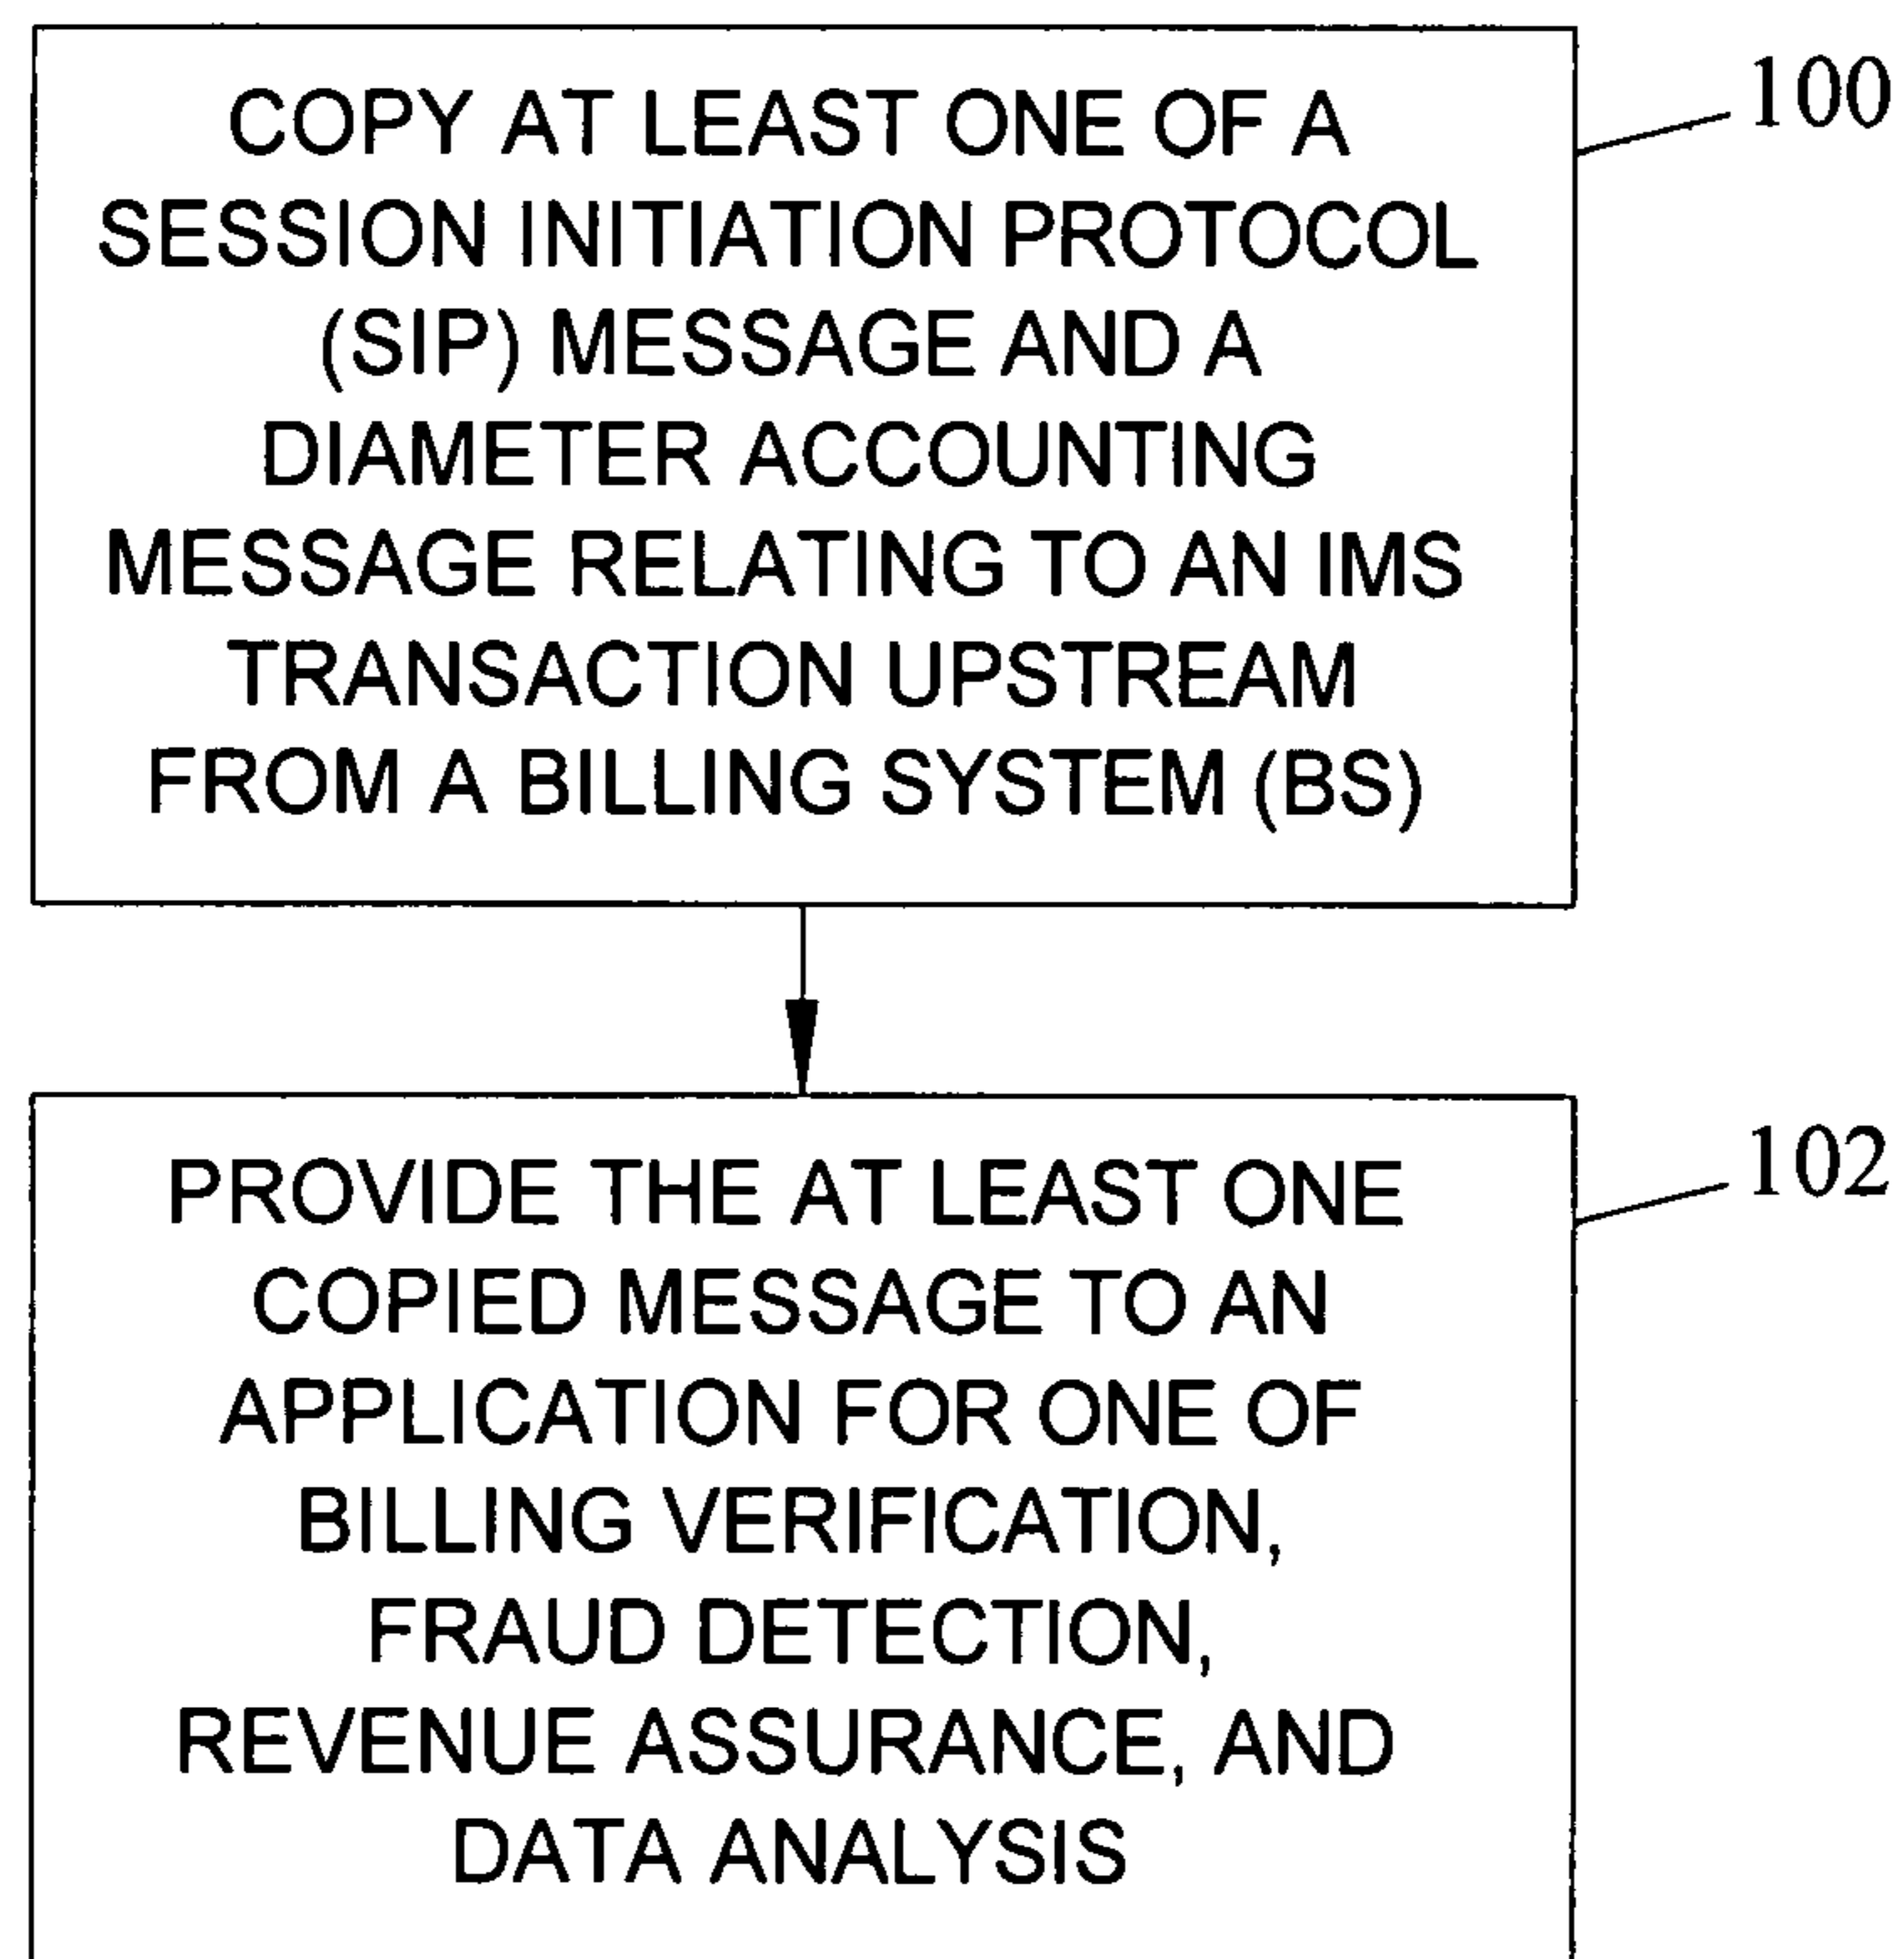 COPY AT LEAST ONE OF A
SESSION INITIATION PROTOCOL
(SIP) MESSAGE AND A
DIAMETER ACCOUNTING
MESSAGE RELATING TO AN IMS
TRANSACTION UPSTREAM
FROM A BILLING SYSTEM (BS)
100
PROVIDE THE AT LEAST ONE
COPIED MESSAGE TO AN
APPLICATION FOR ONE OF
BILLING VERIFICATION,
FRAUD DETECTION,
REVENUE ASSURANCE, AND
DATA ANALYSIS
102